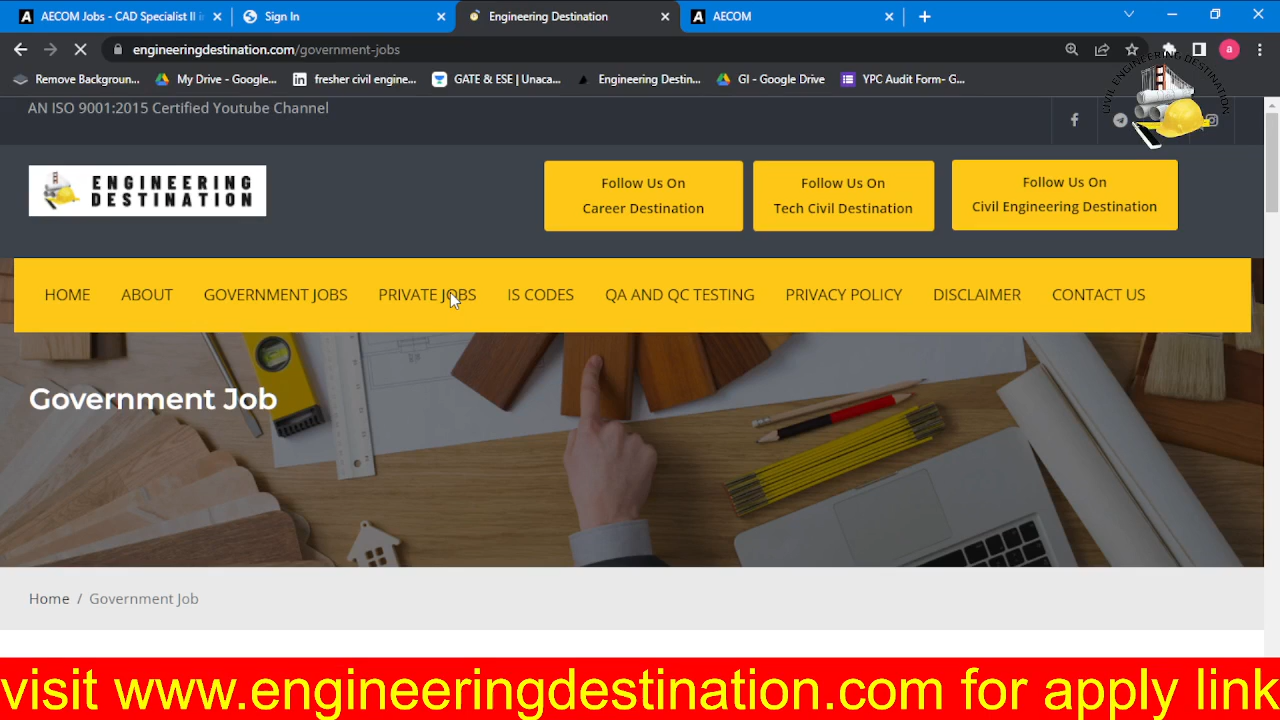 AECOM Jobs - CAD Specialist II in
Sign In
Engineering Destination
AECOM
engineeringdestination.com/government-jobs
a
Remove Backgroun...
My Drive - Google...
fresher civil engine...
GATE & ESE | Unaca...
Engineering Destin...
GI - Google Drive
YPC Audit Form- G...
CIVIL ENGINEERING DESTINATION
AN ISO 9001:2015 Certified Youtube Channel
ENGINEERING
DESTINATION
Follow Us On
Career Destination
Follow Us On
Tech Civil Destination
Follow Us On
Civil Engineering Destination
HOME
ABOUT
GOVERNMENT JOBS
PRIVATE JOBS
IS CODES
QA AND QC TESTING
PRIVACY POLICY
DISCLAIMER
CONTACT US
Government Job
Home / Government Job
visit www.engineeringdestination.com for apply link